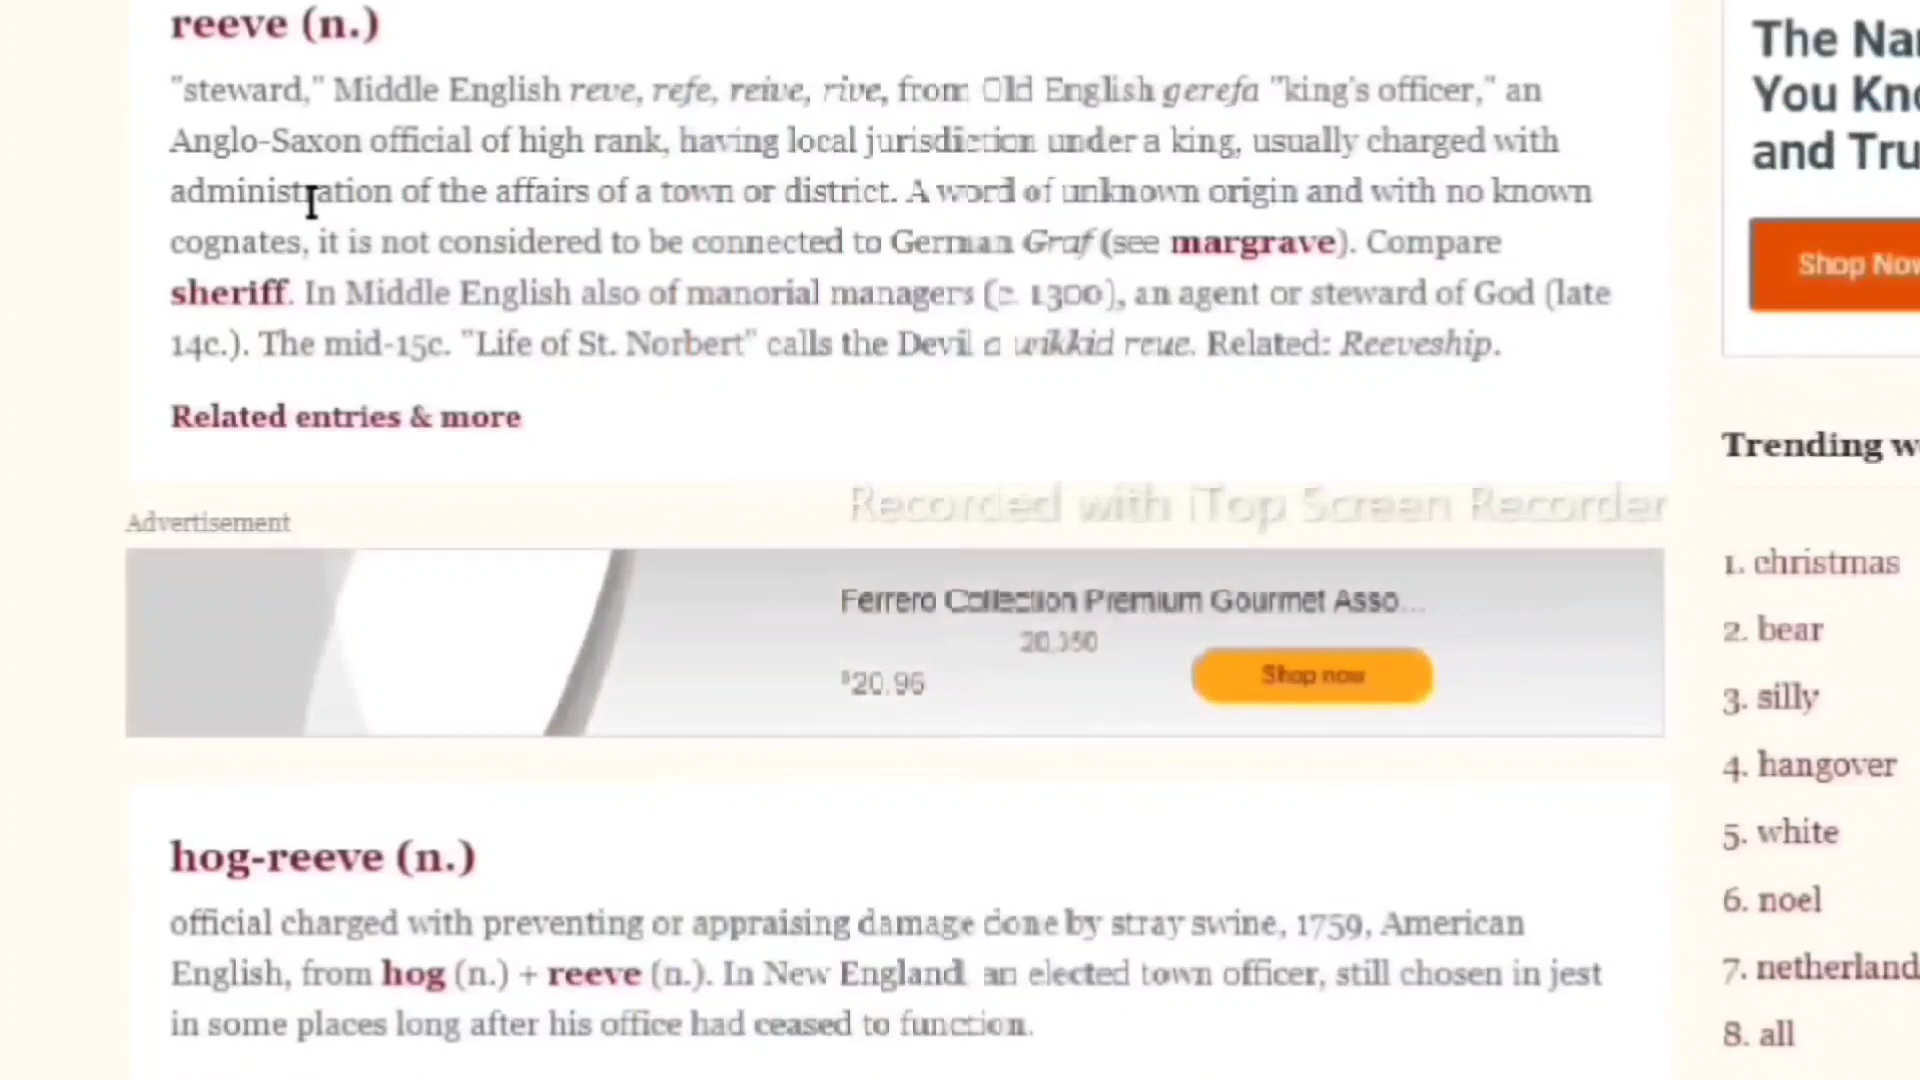 reeve (n.)
"steward," Middle English reve, refe, reive, rive, from Old English gerefa "king's officer," an
Anglo-Saxon official of high rank, having local jurisdiction under a king, usually charged with
administration of the affairs of a town or district. A word of unknown origin and with no known
cognates, it is not considered to be connected to German Graf (see margrave). Compare
sheriff. In Middle English also of manorial managers (c. 1300), an agent or steward of God (late
14c.). The mid-15c. "Life of St. Norbert" calls the Devil a wikkid reue. Related: Reeveship.
Related entries & more
Advertisement
Recorded with iTop Screen Recorder
Ferrero Collection Premium Gourmet Asso...
$20.96
Shop now
hog-reeve (n.)
official charged with preventing or appraising damage done by stray swine, 1759, American
English, from hog (n.) + reeve (n.). In New England, an elected town officer, still chosen in jest
in some places long after his office had ceased to function.
The Nar
You Kno
and Tru
Shop Now
Trending w
1. christmas
2. bear
3. silly
4. hangover
5. white
6. noel
7. netherland
8. all